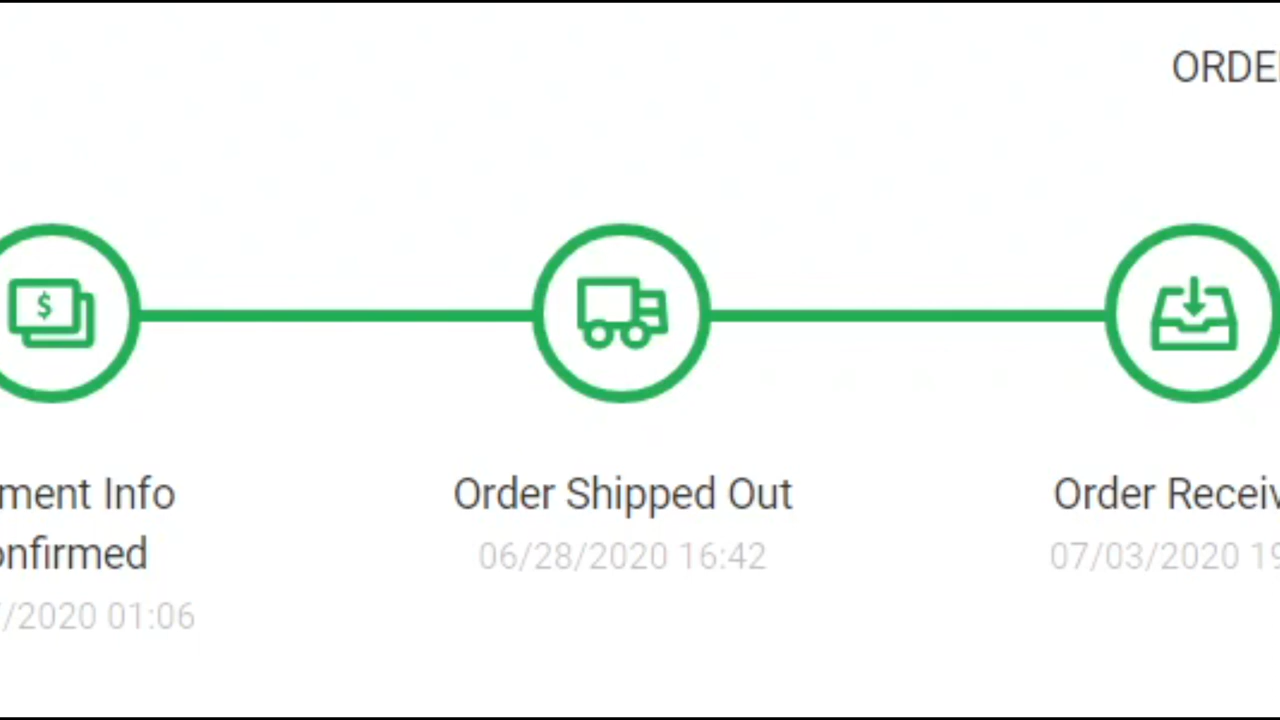 ORDE
$
ment Info
onfirmed
/2020 01:06
Order Shipped Out
06/28/2020 16:42
Order Receiv
07/03/2020 19